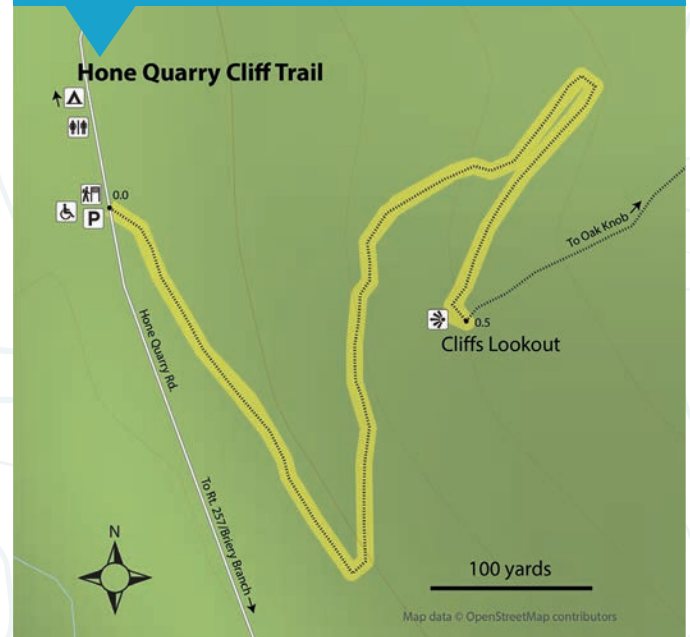 Hone Quarry Cliff Trail
0.0
P
Hone Quarry Rd.
To Oak Knob
0.5
Cliffs Lookout
To Rt. 257/Briery Branch
N
100 yards
Map data © OpenStreetMap contributors